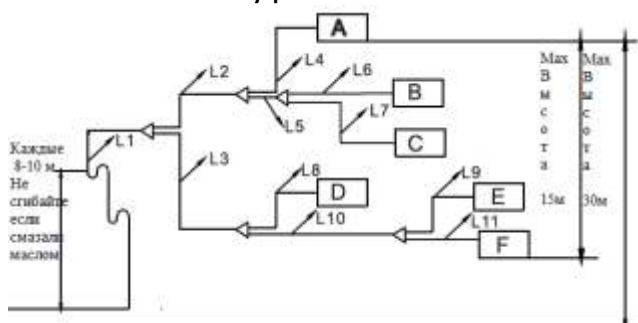 A
L2
L4
L6
B
L5
L7
C
L1
L3
L8
D
L9
E
L10
L11
F
Каждые
8-10 м
Не
сгибайте
если
смазали
маслом
Max
В
ы
с
о
т
а
15м
Max
В
ы
с
о
т
а
30м